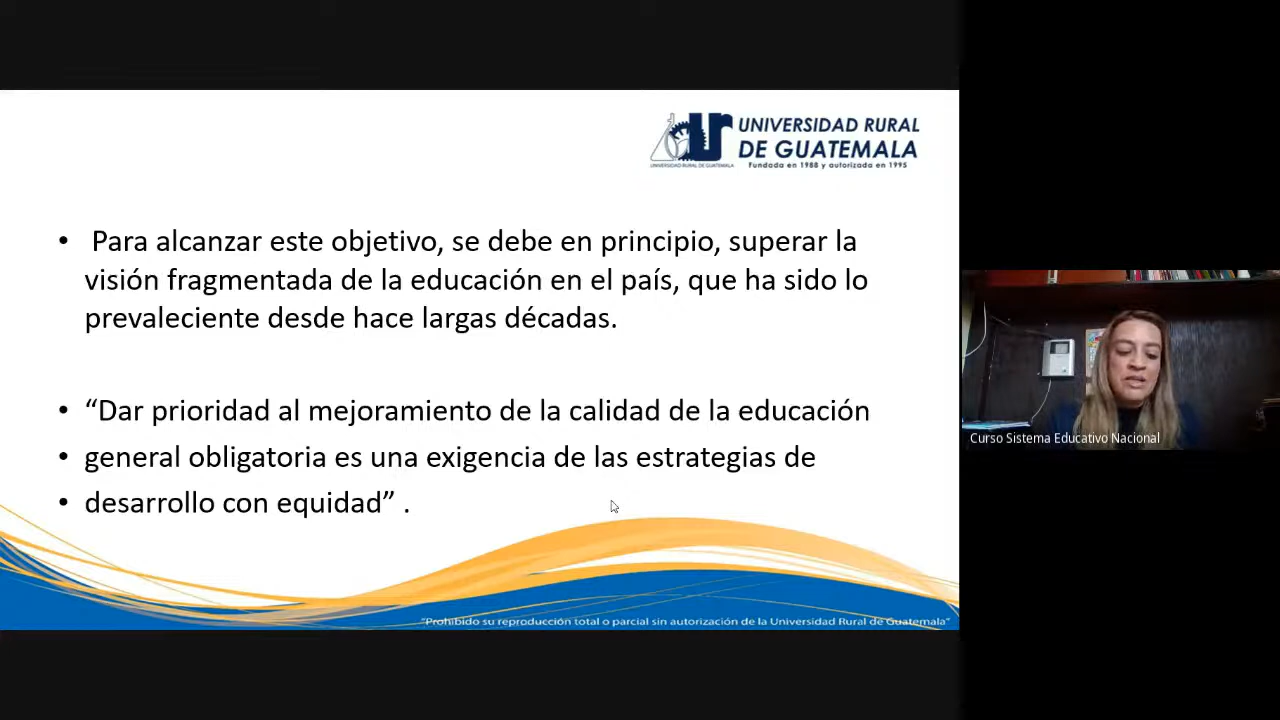 UNIVERSIDAD RURAL
DE GUATEMALA
Fundada en 1988 y autorizada en 1995
UNIVERSIDAD RURAL DE GUATEMALA
• Para alcanzar este objetivo, se debe en principio, superar la
visión fragmentada de la educación en el país, que ha sido lo
prevaleciente desde hace largas décadas.
• “Dar prioridad al mejoramiento de la calidad de la educación
• general obligatoria es una exigencia de las estrategias de
• desarrollo con equidad” .
"Prohibido su reproducción total o parcial sin autorización de la Universidad Rural de Guatemala"
Curso Sistema Educativo Nacional